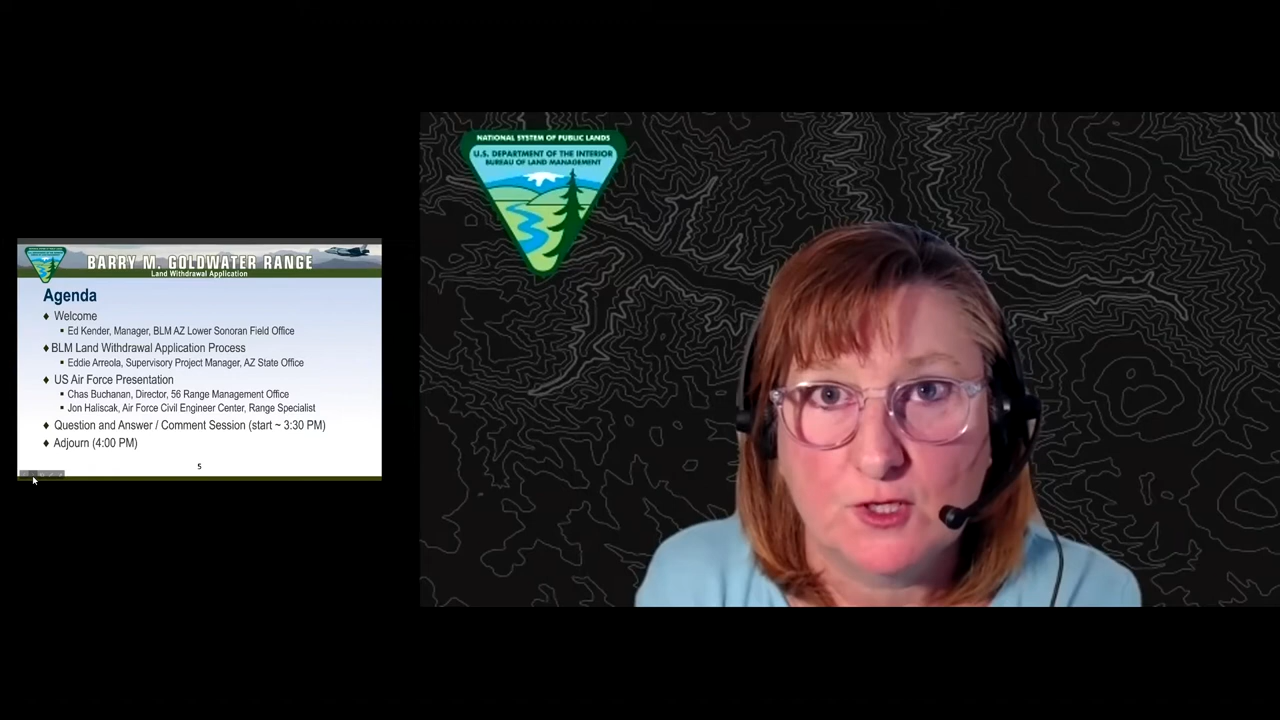 BARRY M. GOLDWATER RANGE
Land Withdrawal Application
Agenda
Welcome
Ed Kender, Manager, BLM AZ Lower Sonoran Field Office
BLM Land Withdrawal Application Process
Eddie Arreola, Supervisory Project Manager, AZ State Office
US Air Force Presentation
Chas Buchanan, Director, 56 Range Management Office
Jon Haliscak, Air Force Civil Engineer Center, Range Specialist
Question and Answer / Comment Session (start ~ 3:30 PM)
Adjourn (4:00 PM)
5
NATIONAL SYSTEM OF PUBLIC LANDS
U.S. DEPARTMENT OF THE INTERIOR
BUREAU OF LAND MANAGEMENT